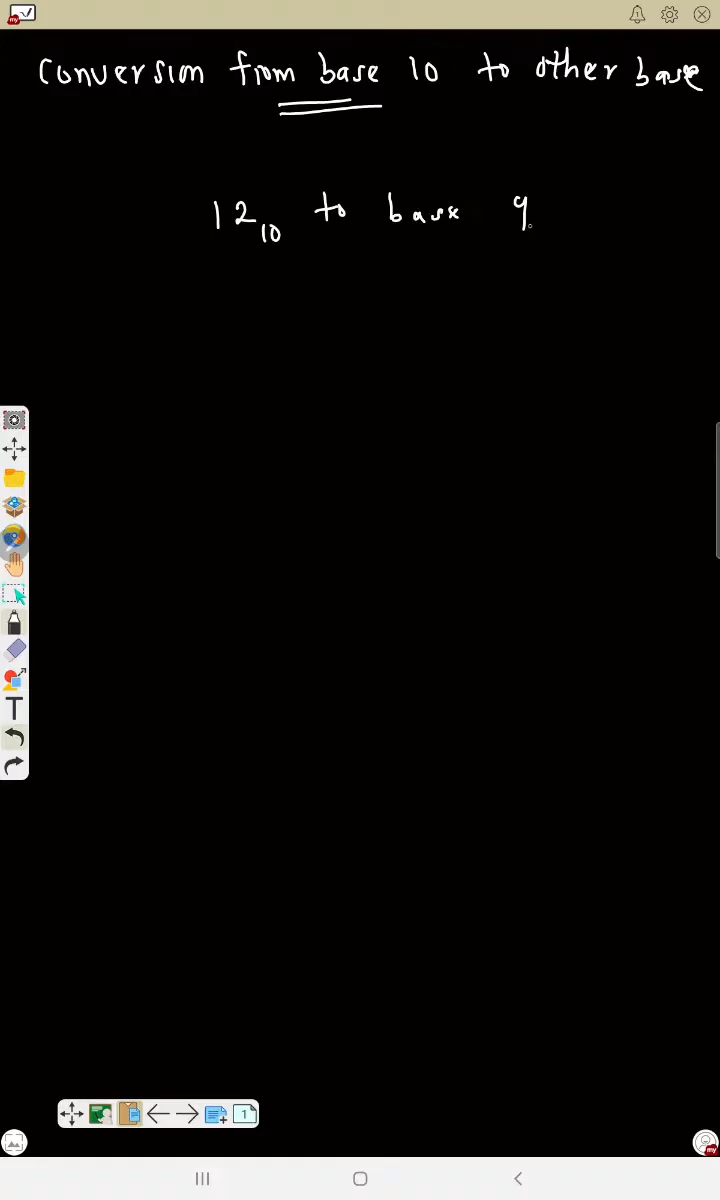 Conversion from base 10 to other base
12₁₀ to base 9